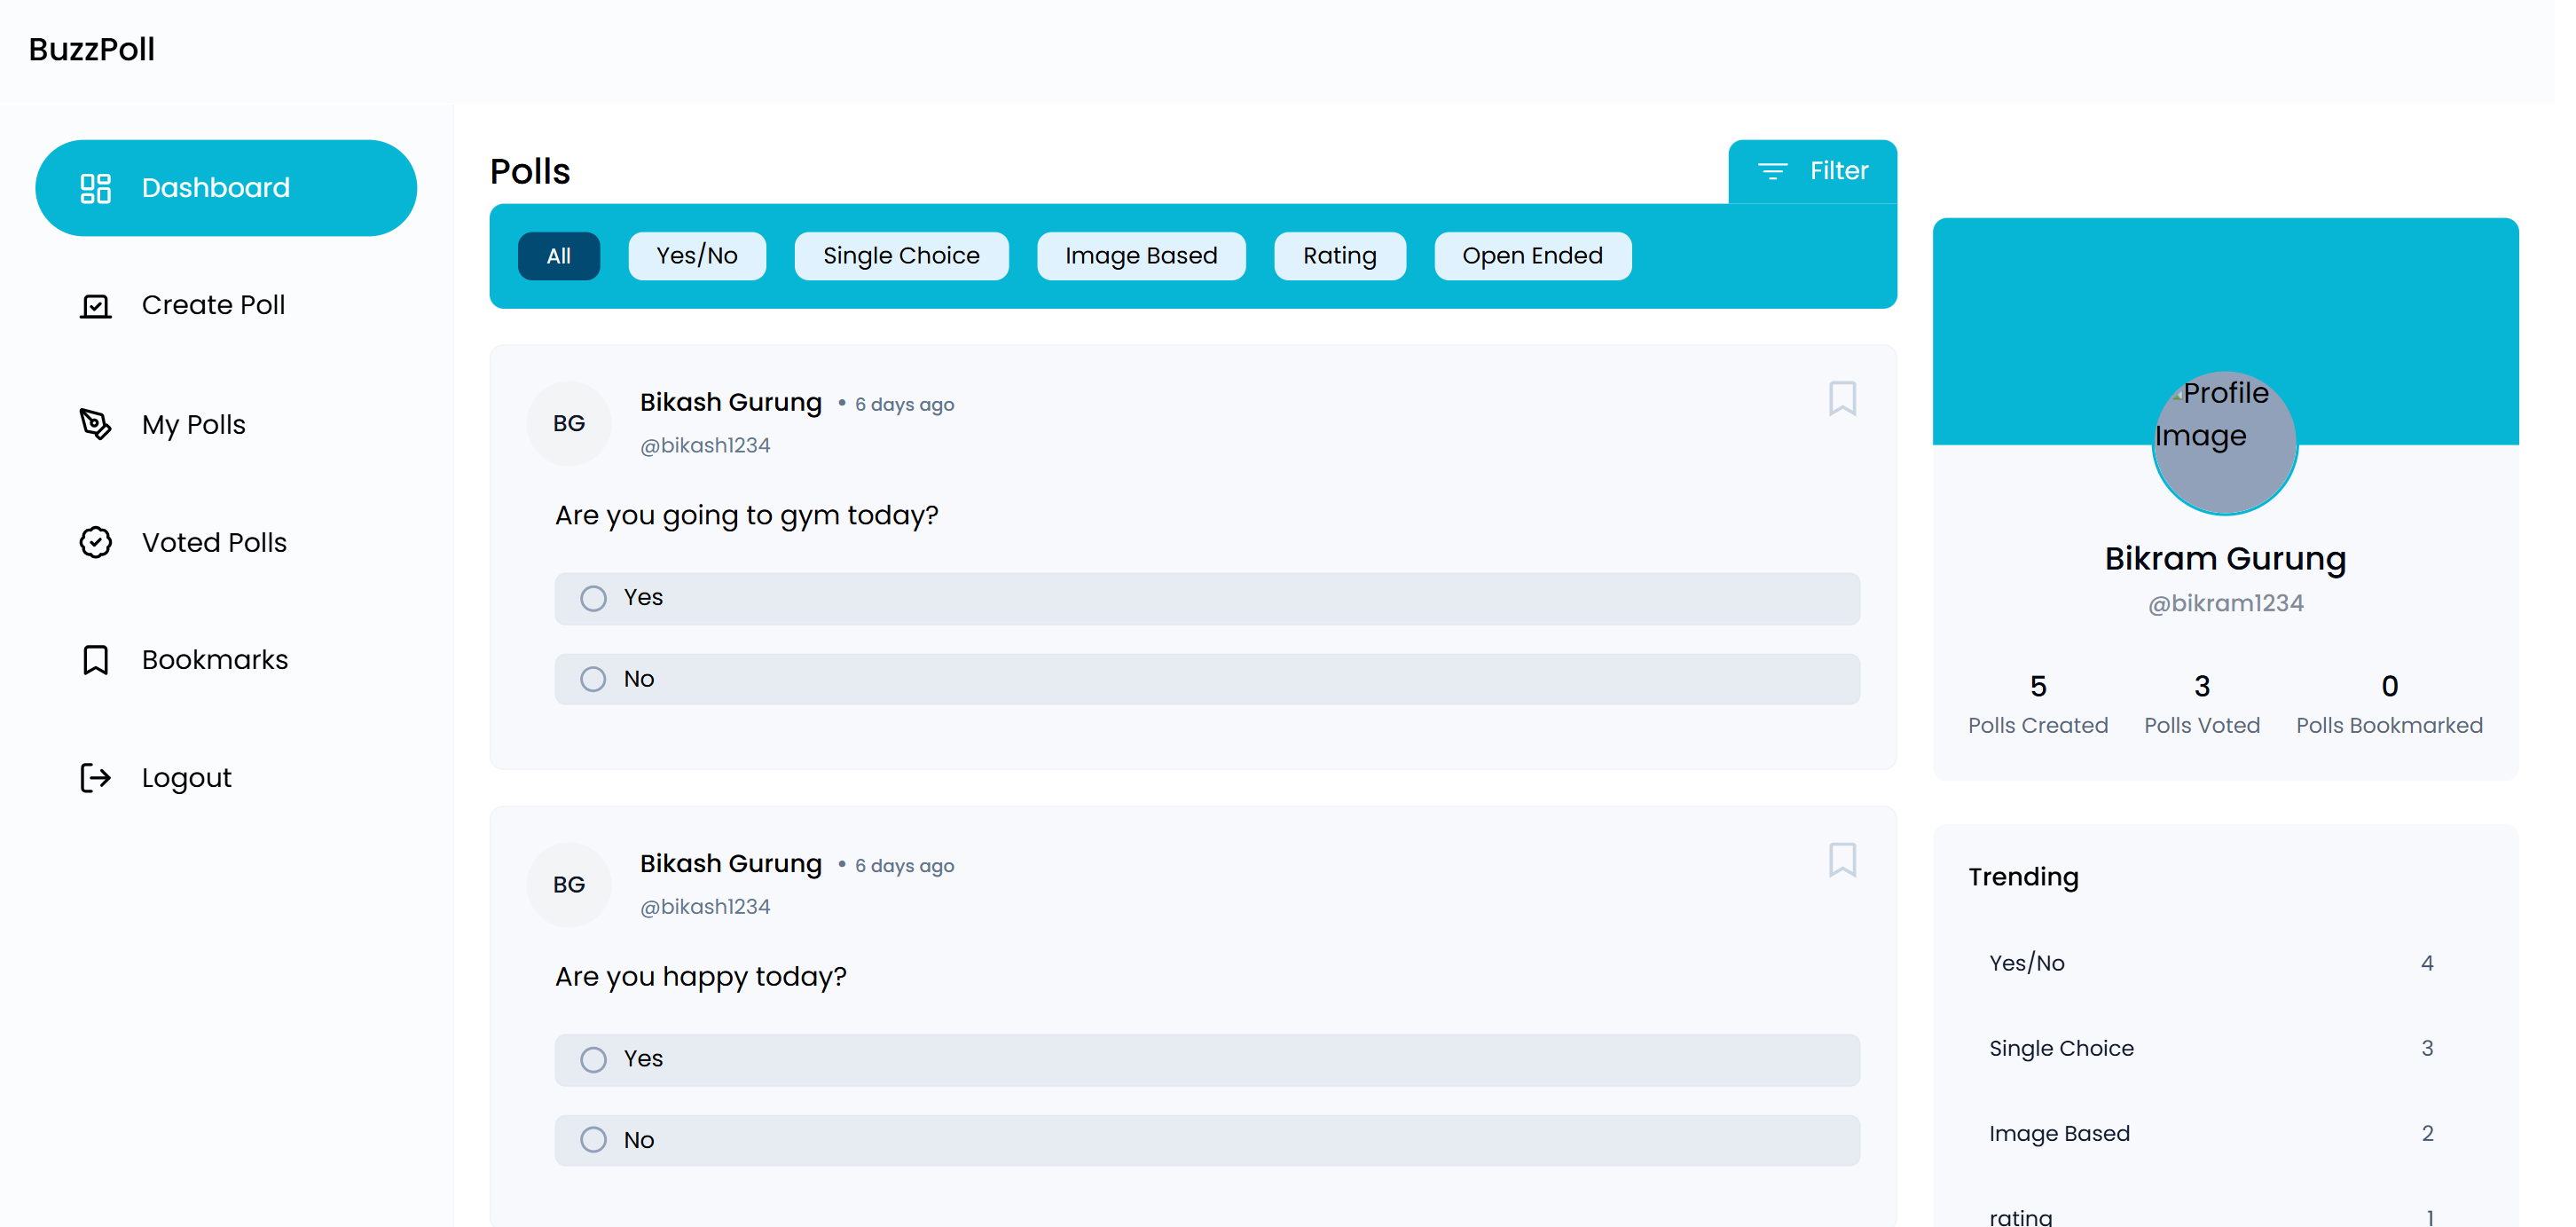 BuzzPoll
Dashboard
Create Poll
My Polls
Voted Polls
Bookmarks
Logout
Polls
Filter
All
Yes/No
Single Choice
Image Based
Rating
Open Ended
BG
Bikash Gurung • 6 days ago
@bikash1234
Are you going to gym today?
Yes
No
BG
Bikash Gurung • 6 days ago
@bikash1234
Are you happy today?
Yes
No
Profile
Image
Bikram Gurung
@bikram1234
5
Polls Created
3
Polls Voted
0
Polls Bookmarked
Trending
Yes/No 4
Single Choice 3
Image Based 2
rating 1